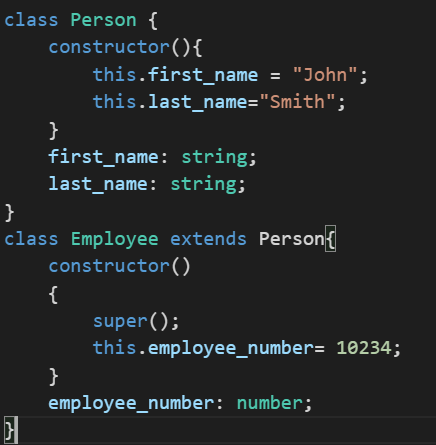 class Person {
    constructor(){
        this.first_name = "John";
        this.last_name="Smith";
    }
    first_name: string;
    last_name: string;
}
class Employee extends Person{
    constructor()
    {
        super();
        this.employee_number= 10234;
    }
    employee_number: number;
}